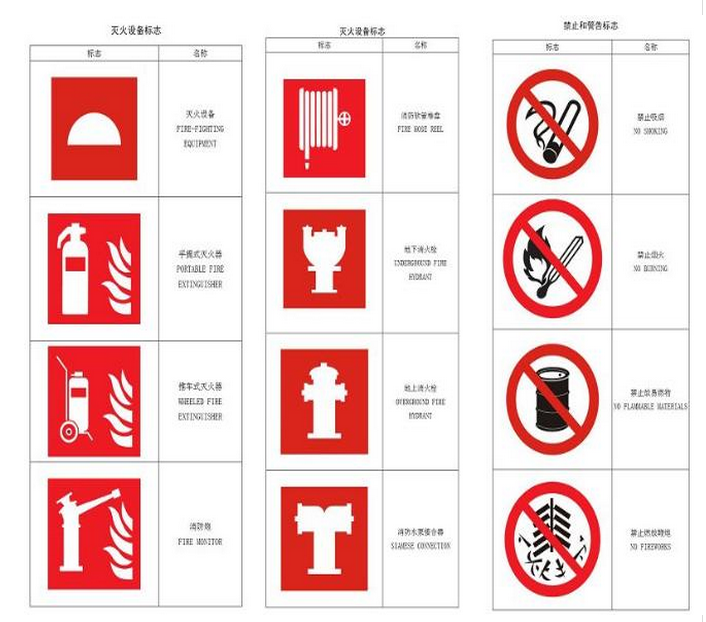 灭火设备标志
标志 名称
灭火设备
FIRE-FIGHTING
EQUIPMENT
手提式灭火器
PORTABLE FIRE
EXTINGUISHER
推车式灭火器
WHEELED FIRE
EXTINGUISHER
消防炮
FIRE MONITOR
灭火设备标志
标志 名称
消防软管卷盘
FIRE HOSE REEL
地下消火栓
UNDERGROUND FIRE
HYDRANT
地上消火栓
OVERGROUND FIRE
HYDRANT
消防水泵接合器
SIAMESE CONNECTION
禁止和警告标志
标志 名称
禁止吸烟
NO SMOKING
禁止烟火
NO BURNING
禁止放易燃物
NO FLAMMABLE MATERIALS
禁止燃放鞭炮
NO FIREWORKS